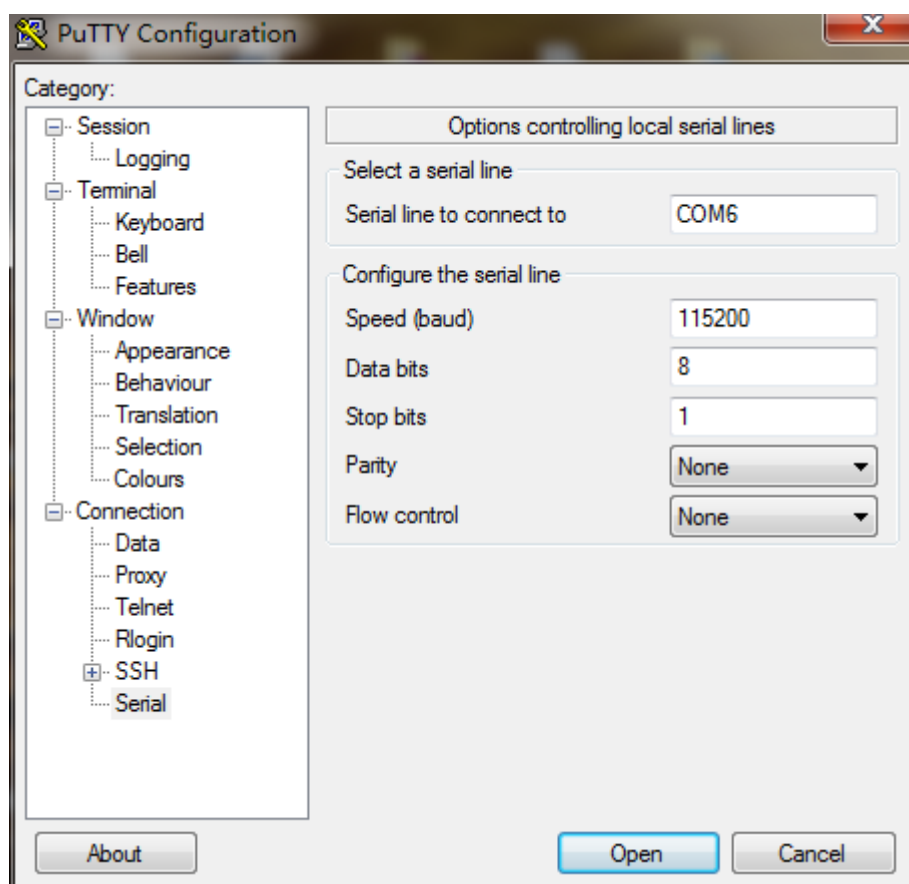 PuTTY Configuration
Category:
Session
Logging
Terminal
Keyboard
Bell
Features
Window
Appearance
Behaviour
Translation
Selection
Colours
Connection
Data
Proxy
Telnet
Rlogin
SSH
Serial
Options controlling local serial lines
Select a serial line
Serial line to connect to COM6
Configure the serial line
Speed (baud) 115200
Data bits 8
Stop bits 1
Parity None
Flow control None
About Open Cancel